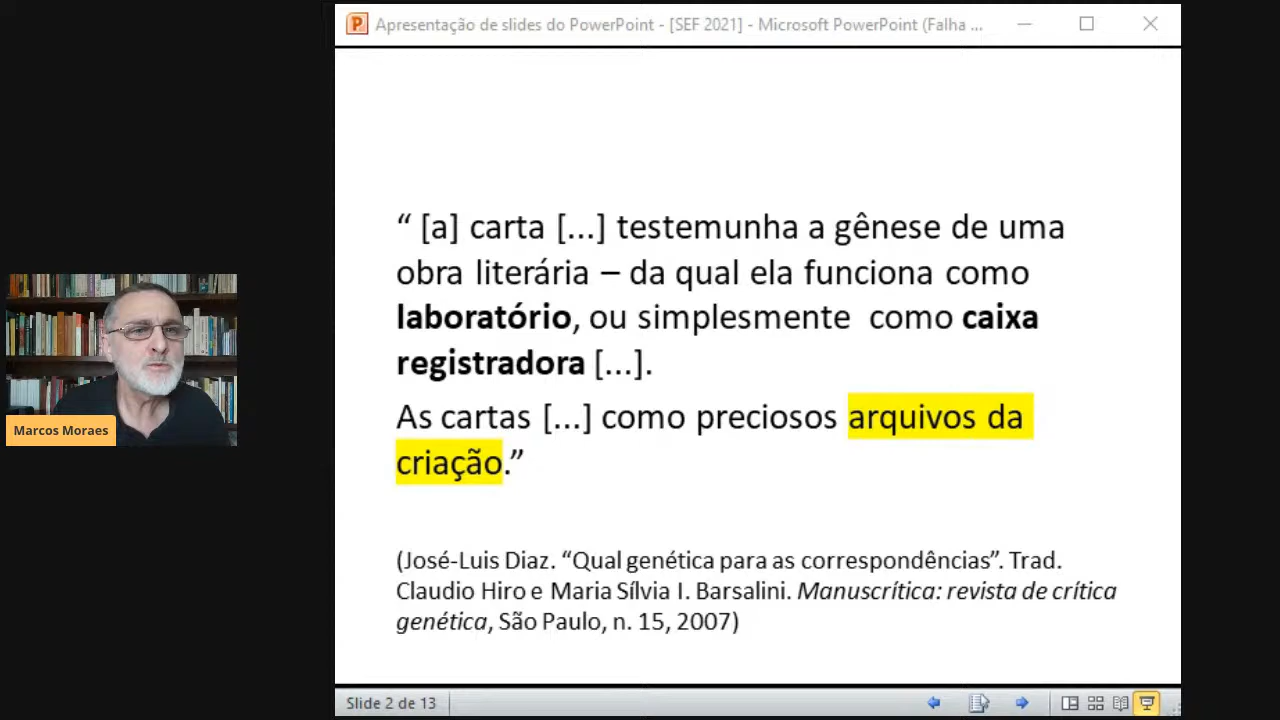 Apresentação de slides do PowerPoint - [SEF 2021] - Microsoft PowerPoint (Falha ...
“ [a] carta [...] testemunha a gênese de uma
obra literária – da qual ela funciona como
laboratório, ou simplesmente como caixa
registradora [...].
As cartas [...] como preciosos arquivos da
criação.”
(José-Luis Diaz. “Qual genética para as correspondências”. Trad.
Claudio Hiro e Maria Sílvia I. Barsalini. Manuscrítica: revista de crítica
genética, São Paulo, n. 15, 2007)
Marcos Moraes
Slide 2 de 13